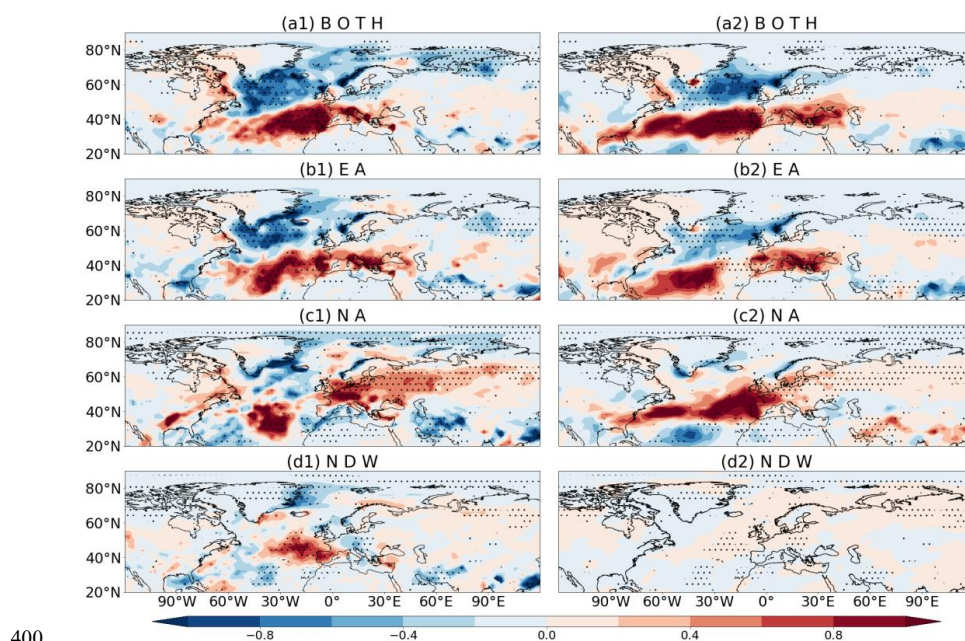 (a1) B O T H (a2) B O T H
80°N
60°N
40°N
20°N
(b1) E A (b2) E A
80°N
60°N
40°N
20°N
(c1) N A (c2) N A
80°N
60°N
40°N
20°N
(d1) N D W (d2) N D W
80°N
60°N
40°N
20°N
90°W 60°W 30°W 0° 30°E 60°E 90°E 90°W 60°W 30°W 0° 30°E 60°E 90°E
400 −0.8 −0.4 0.0 0.4 0.8